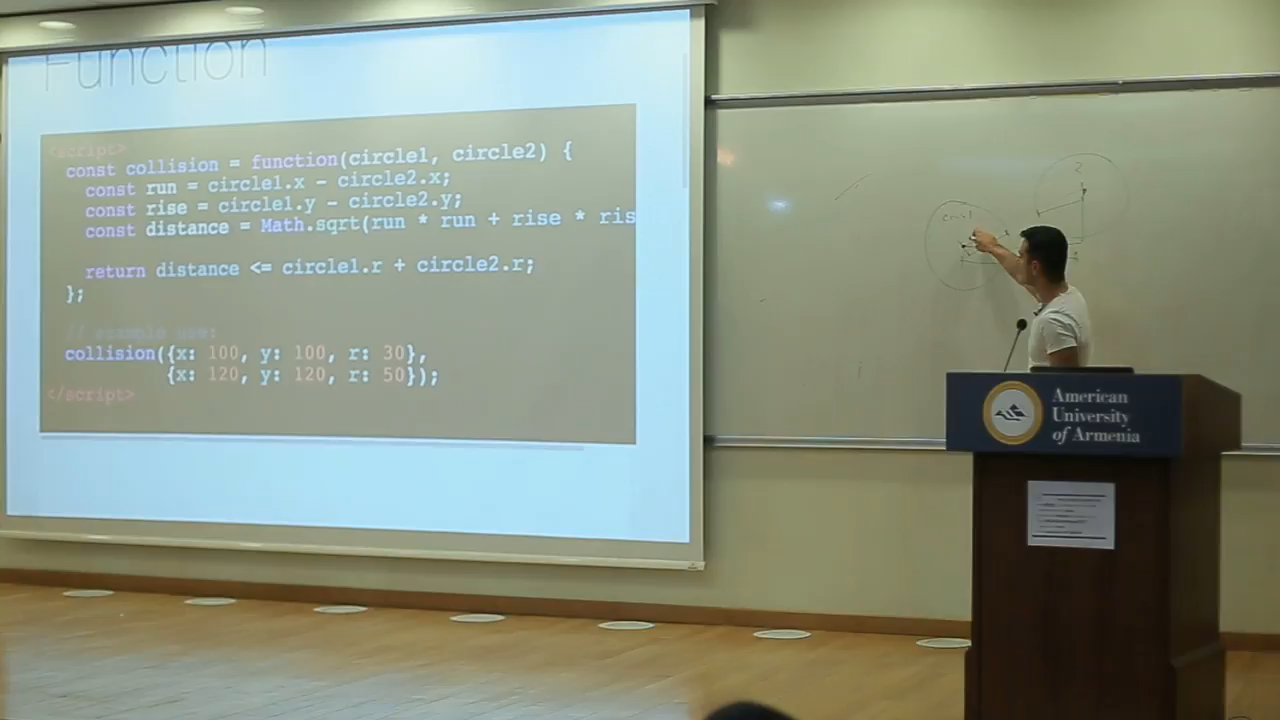 Function
<script>
const collision = function(circle1, circle2) {
const run = circle1.x - circle2.x;
const rise = circle1.y - circle2.y;
const distance = Math.sqrt(run * run + rise * ris
return distance <= circle1.r + circle2.r;
};
// example use:
collision({x: 100, y: 100, r: 30},
{x: 120, y: 120, r: 50});
</script>
2
American
University
of Armenia